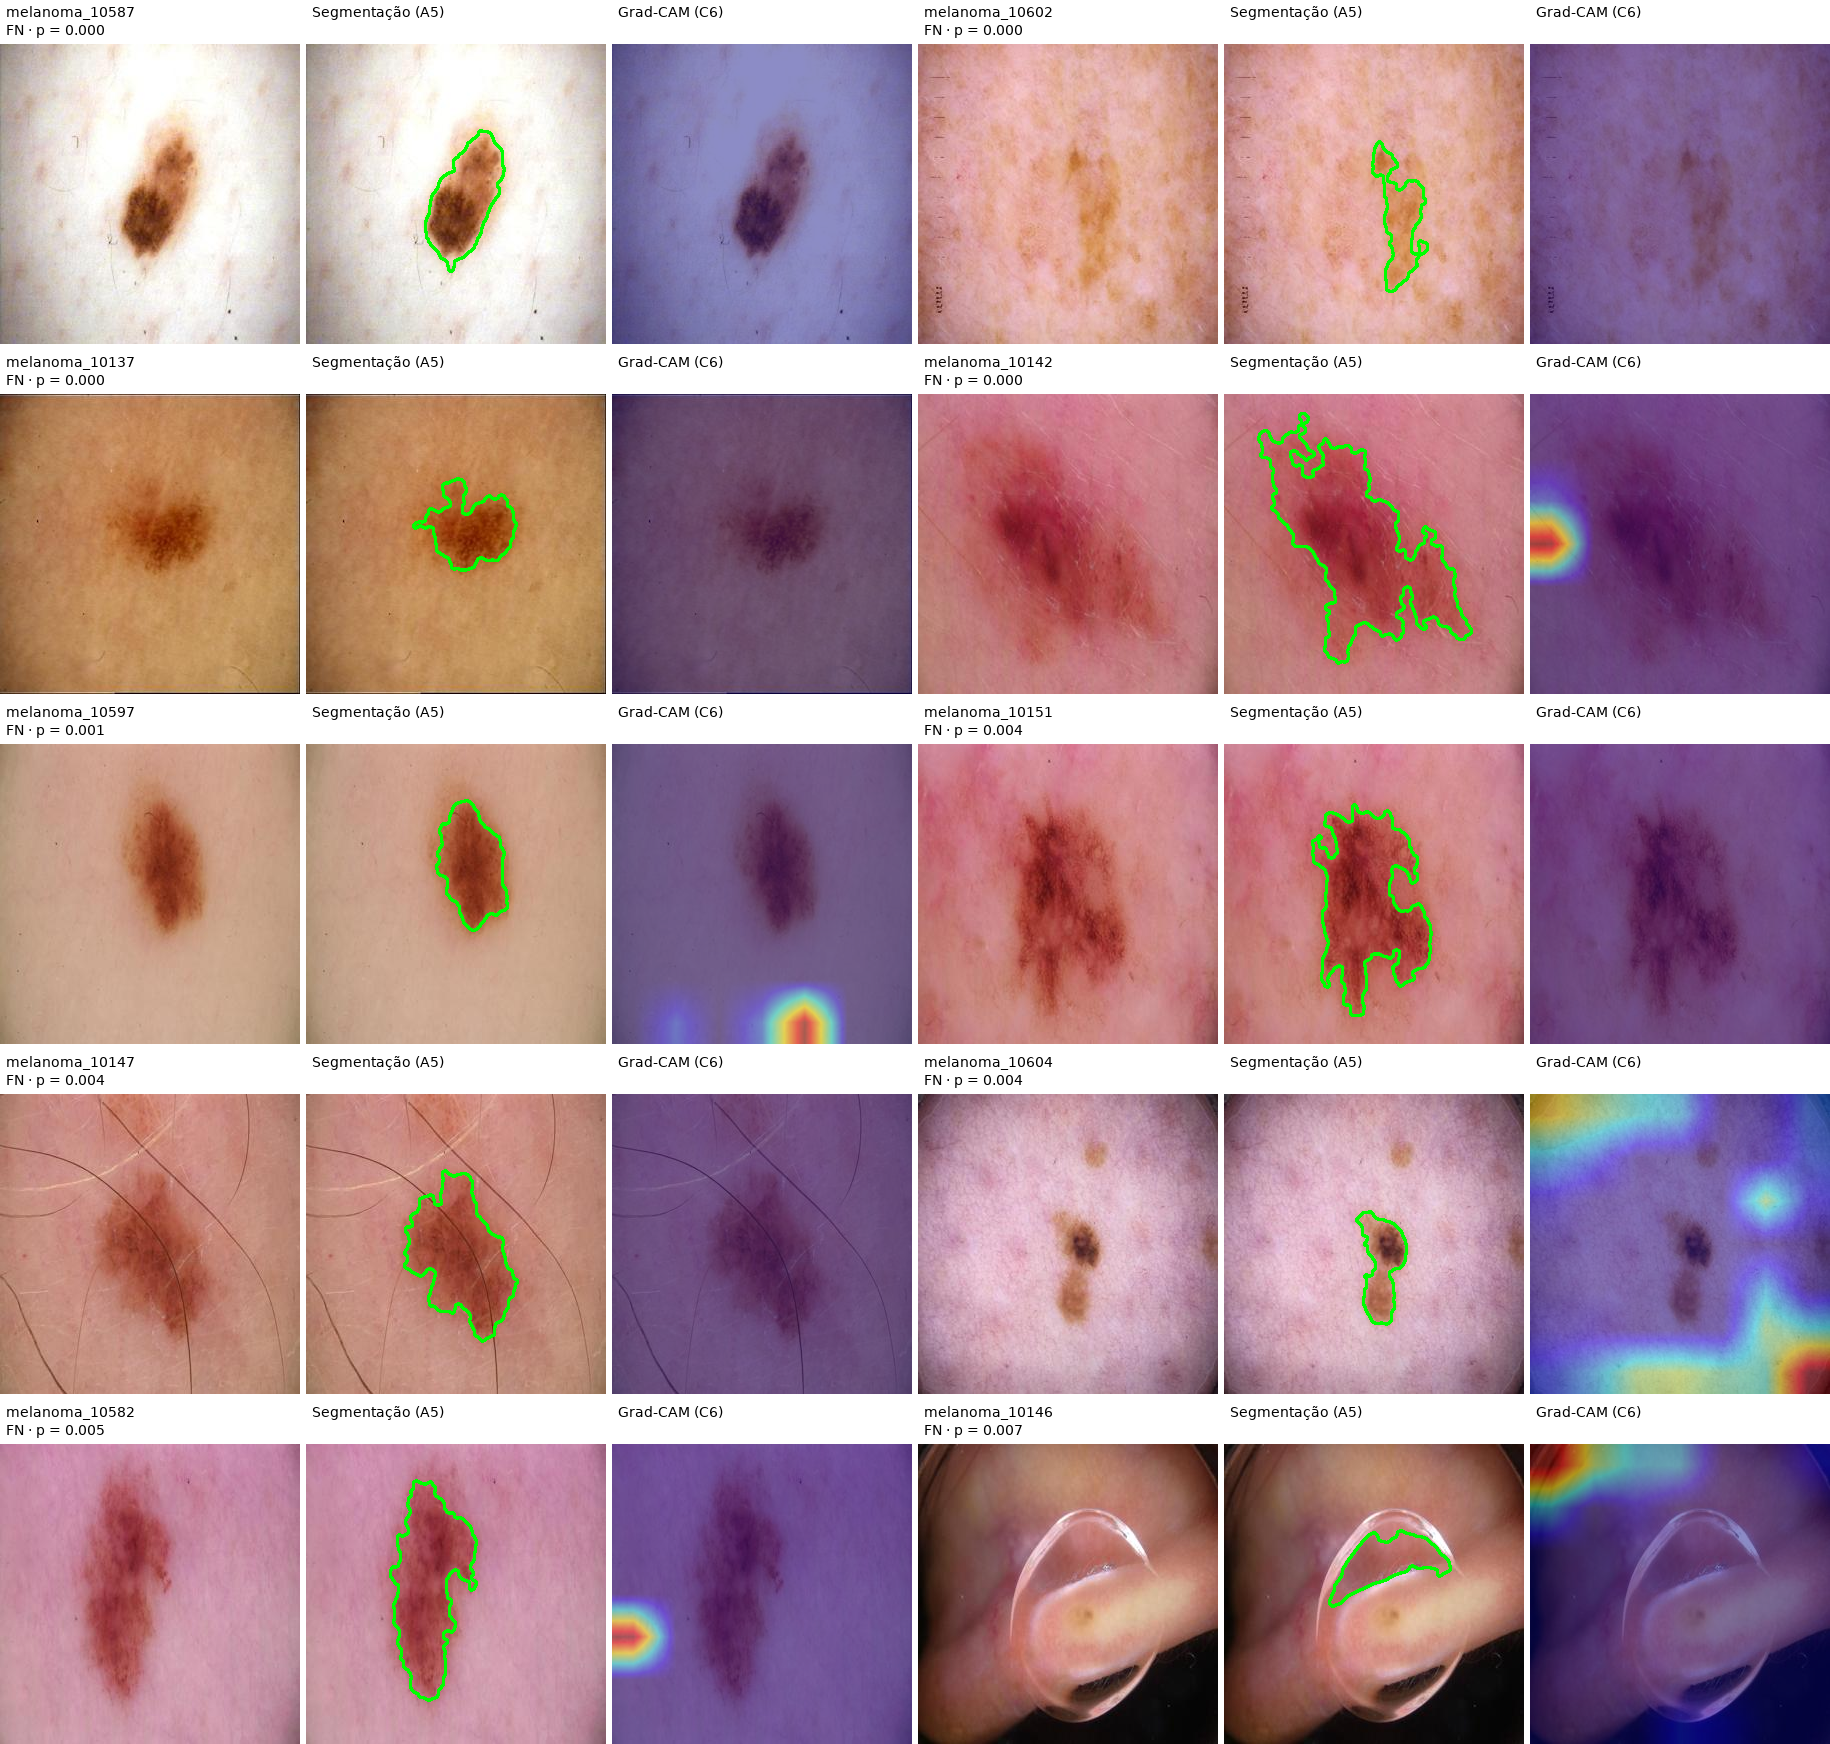 melanoma_10587
FN · p = 0.000
Segmentação (A5)
Grad-CAM (C6)
melanoma_10602
FN · p = 0.000
Segmentação (A5)
Grad-CAM (C6)
melanoma_10137
FN · p = 0.000
Segmentação (A5)
Grad-CAM (C6)
melanoma_10142
FN · p = 0.000
Segmentação (A5)
Grad-CAM (C6)
melanoma_10597
FN · p = 0.001
Segmentação (A5)
Grad-CAM (C6)
melanoma_10151
FN · p = 0.004
Segmentação (A5)
Grad-CAM (C6)
melanoma_10147
FN · p = 0.004
Segmentação (A5)
Grad-CAM (C6)
melanoma_10604
FN · p = 0.004
Segmentação (A5)
Grad-CAM (C6)
melanoma_10582
FN · p = 0.005
Segmentação (A5)
Grad-CAM (C6)
melanoma_10146
FN · p = 0.007
Segmentação (A5)
Grad-CAM (C6)